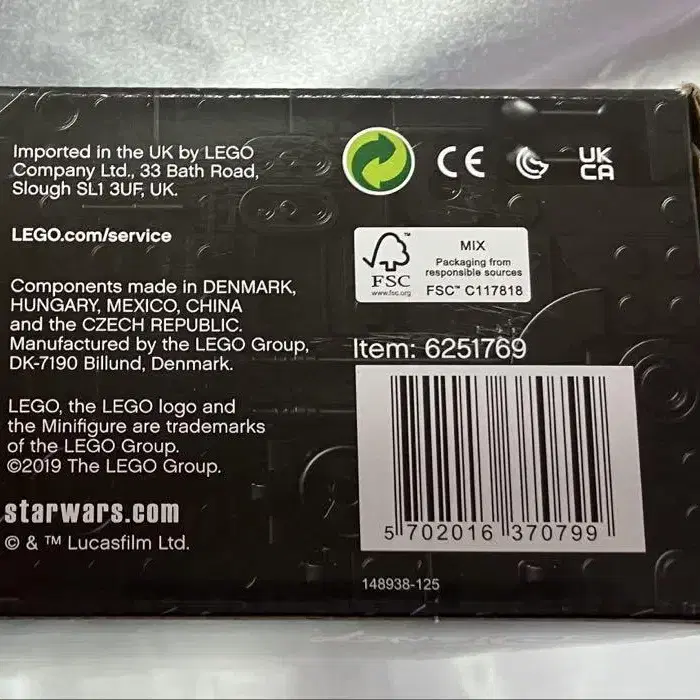 Imported in the UK by LEGO
Company Ltd., 33 Bath Road,
Slough SL1 3UF, UK.
LEGO.com/service
Components made in DENMARK,
HUNGARY, MEXICO, CHINA
and the CZECH REPUBLIC.
Manufactured by the LEGO Group,
DK-7190 Billund, Denmark.
LEGO, the LEGO logo and
the Minifigure are trademarks
of the LEGO Group.
©2019 The LEGO Group.
starwars.com
© & ™ Lucasfilm Ltd.
CE
UK
CA
FSC
www.fsc.org
MIX
Packaging from
responsible sources
FSC™ C117818
Item: 6251769
5 702016 370799
148938-125